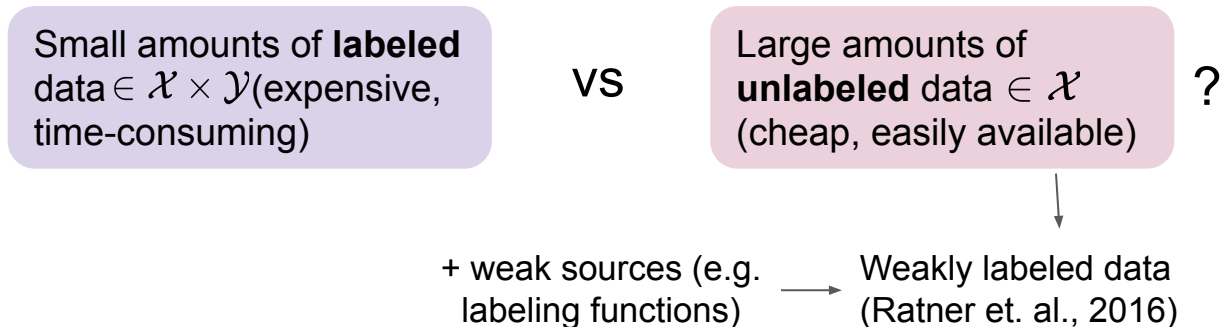 Small amounts of labeled
data ∈ 𝒳 × 𝒴(expensive,
time-consuming)
vs
Large amounts of
unlabeled data ∈ 𝒳
(cheap, easily available)
?
+ weak sources (e.g.
labeling functions)
Weakly labeled data
(Ratner et. al., 2016)